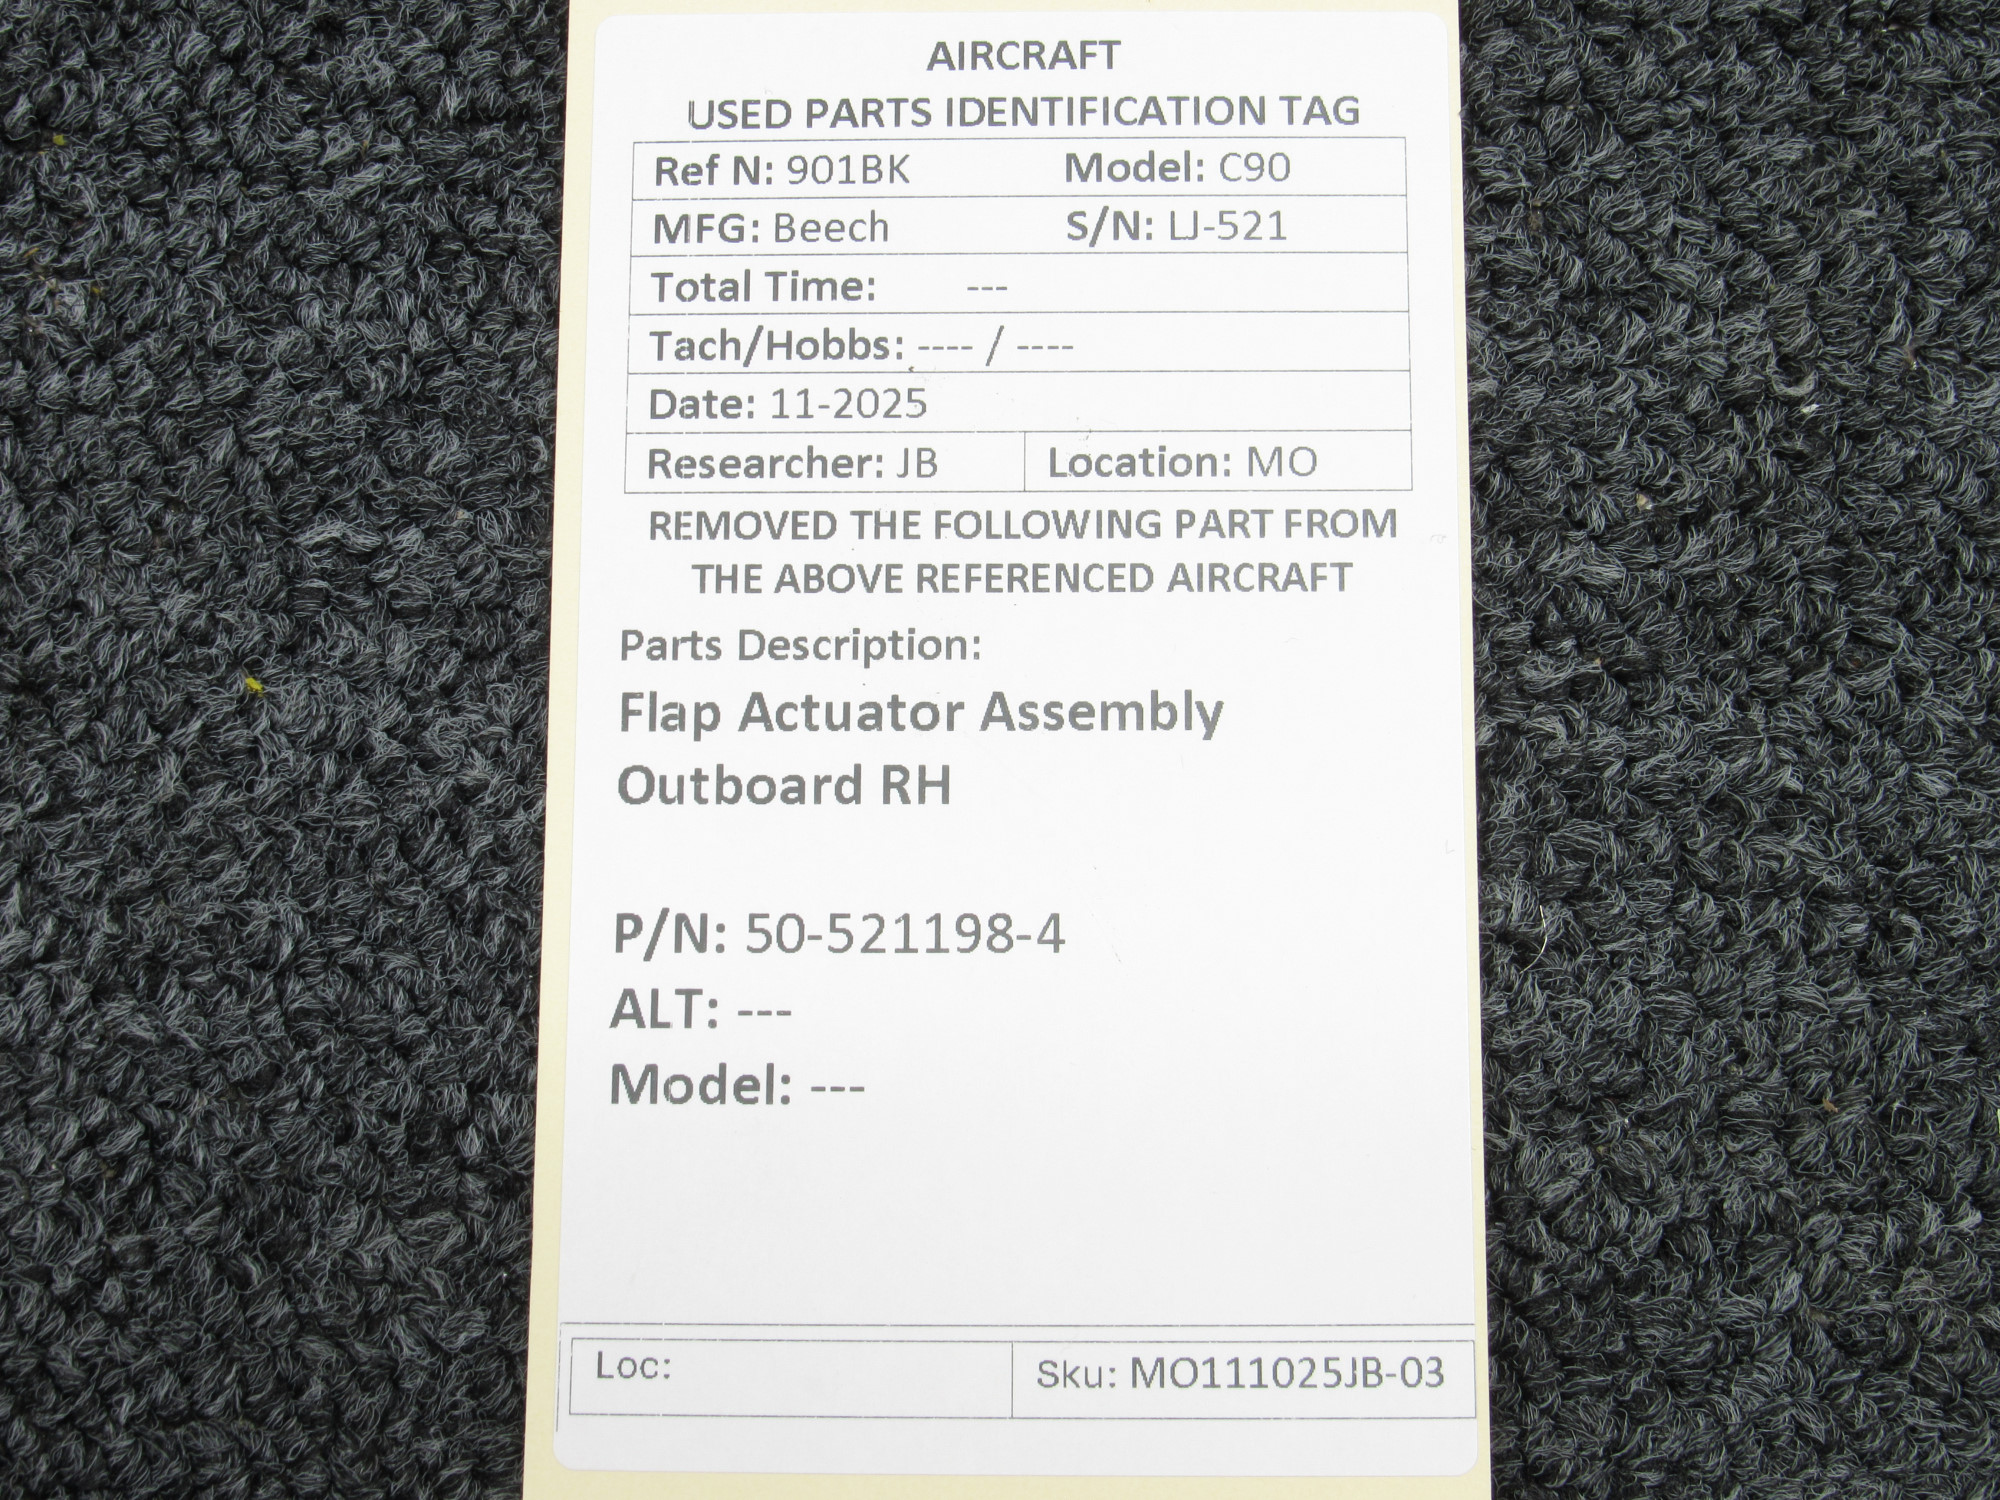 AIRCRAFT
USED PARTS IDENTIFICATION TAG
Ref N: 901BK Model: C90
MFG: Beech S/N: LJ-521
Total Time: ---
Tach/Hobbs: ---- / ----
Date: 11-2025
Researcher: JB Location: MO
REMOVED THE FOLLOWING PART FROM
THE ABOVE REFERENCED AIRCRAFT
Parts Description:
Flap Actuator Assembly
Outboard RH
P/N: 50-521198-4
ALT: ---
Model: ---
Loc: Sku: MO111025JB-03